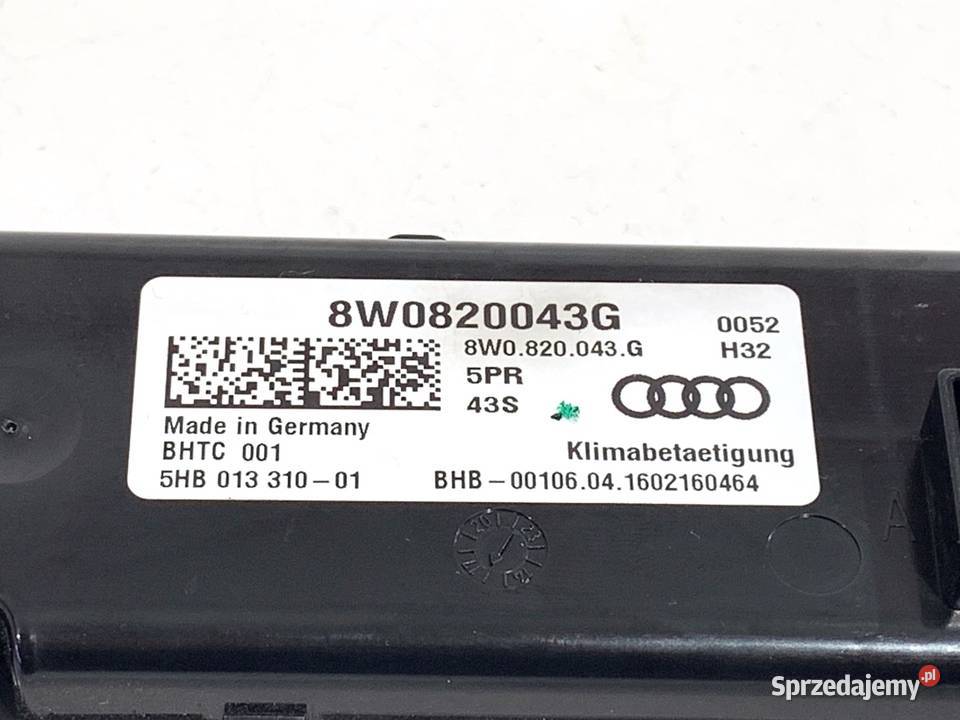 8W0820043G
0052
8W0.820.043.G
H32
5PR
43S
Made in Germany
BHTC 001
Klimabetaetigung
5HB 013 310-01
BHB-00106.04.1602160464
A
Sprzedajemy.pl